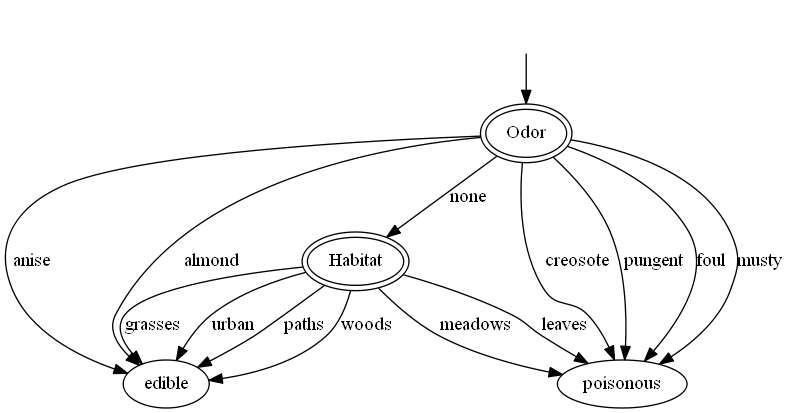 Odor
none
anise
almond
Habitat
creosote
pungent
foul
musty
grasses
urban
paths
woods
meadows
leaves
edible
poisonous